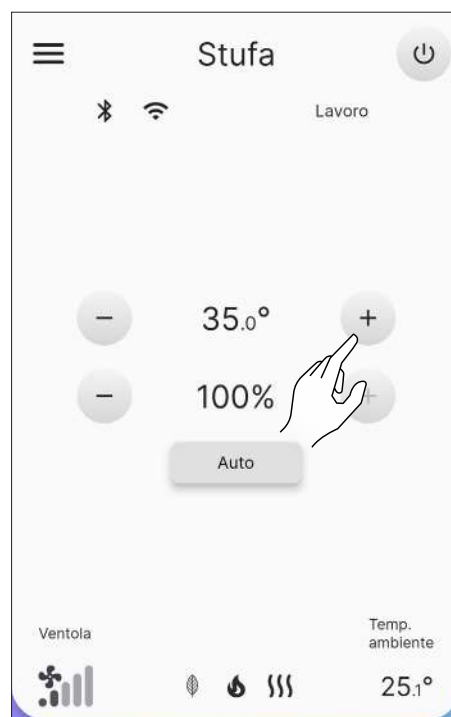 Stufa
Lavoro
− 35.0° +
− 100% +
Auto
Ventola
Temp.
ambiente
25.1°